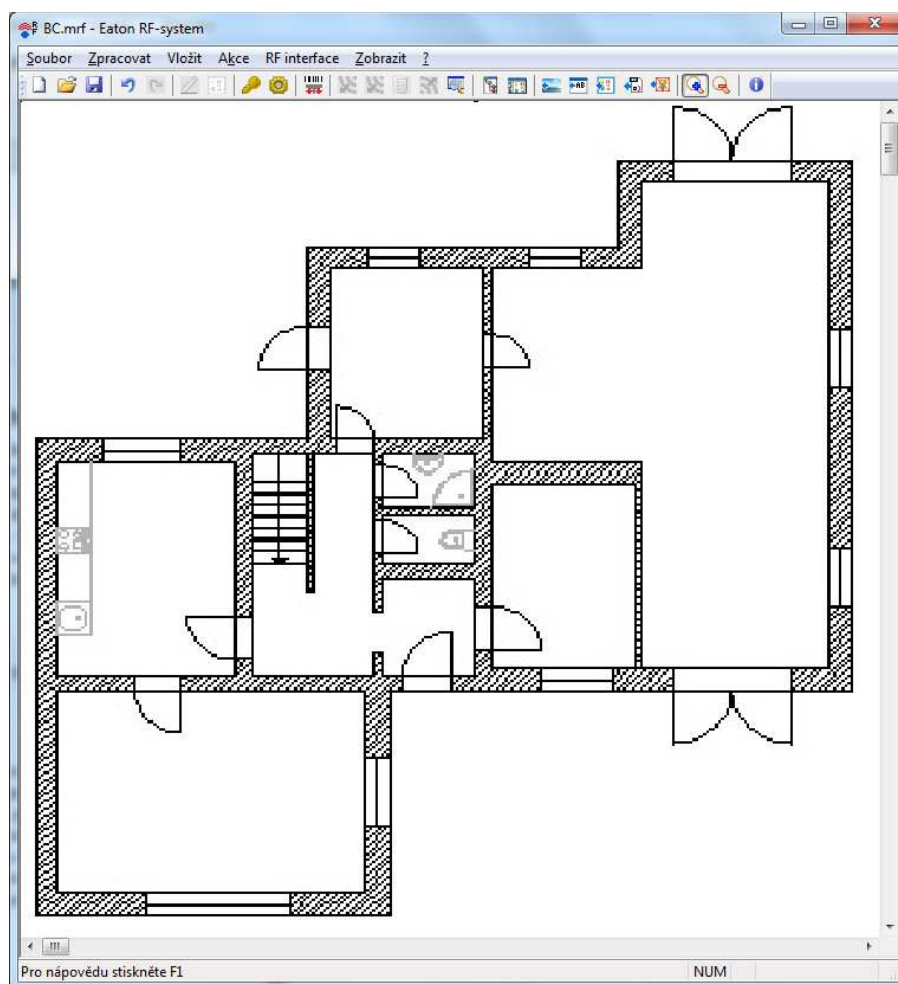 BC.mrf - Eaton RF-system
Soubor Zpracovat Vložit Akce RF interface Zobrazit ?
Pro nápovědu stiskněte F1 NUM